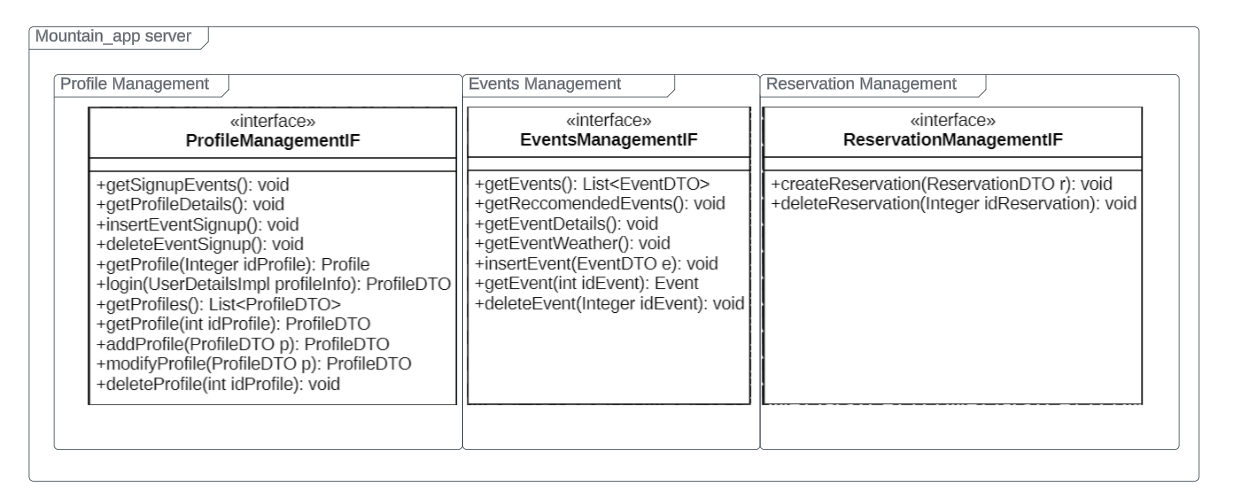 Mountain_app server
Profile Management
«interface»
ProfileManagementIF
+getSignupEvents(): void
+getProfileDetails(): void
+insertEventSignup(): void
+deleteEventSignup(): void
+getProfile(Integer idProfile): Profile
+login(UserDetailsImpl profileInfo): ProfileDTO
+getProfiles(): List<ProfileDTO>
+getProfile(int idProfile): ProfileDTO
+addProfile(ProfileDTO p): ProfileDTO
+modifyProfile(ProfileDTO p): ProfileDTO
+deleteProfile(int idProfile): void
Events Management
«interface»
EventsManagementIF
+getEvents(): List<EventDTO>
+getReccomendedEvents(): void
+getEventDetails(): void
+getEventWeather(): void
+insertEvent(EventDTO e): void
+getEvent(int idEvent): Event
+deleteEvent(Integer idEvent): void
Reservation Management
«interface»
ReservationManagementIF
+createReservation(ReservationDTO r): void
+deleteReservation(Integer idReservation): void